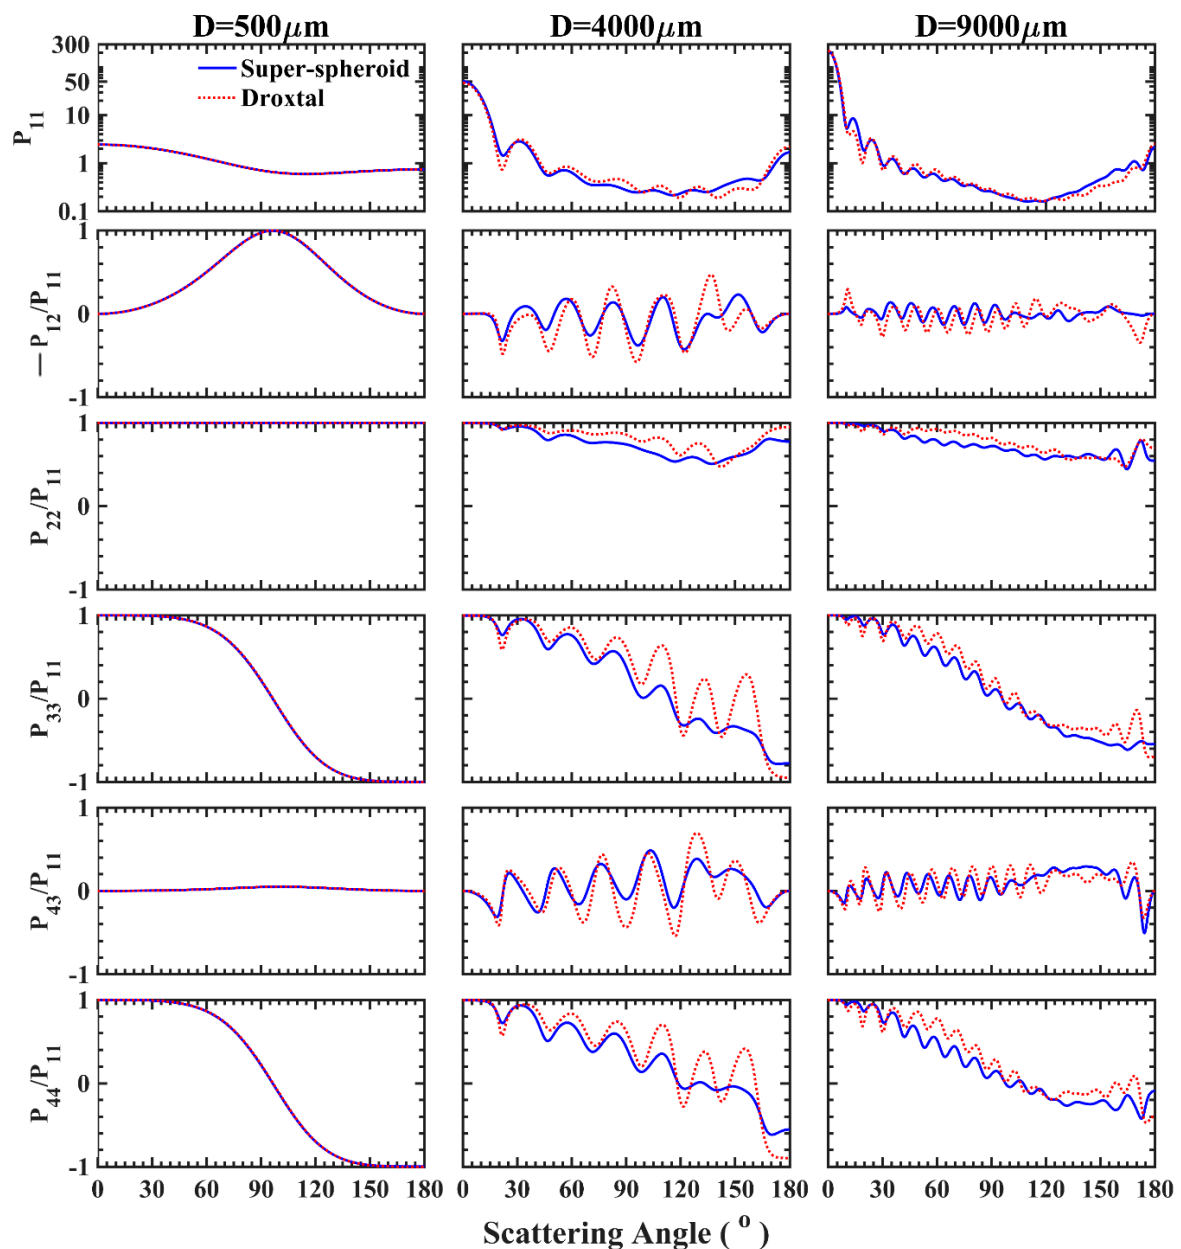 D=500μm D=4000μm D=9000μm
300
50
10
1
0.1
P11
Super-spheroid
Droxtal
1
0
-1
—P12/P11
1
0
-1
P22/P11
1
0
-1
P33/P11
1
0
-1
P43/P11
1
0
-1
P44/P11
0 30 60 90 120 150 180 0 30 60 90 120 150 180 0 30 60 90 120 150 180
Scattering Angle ( o )